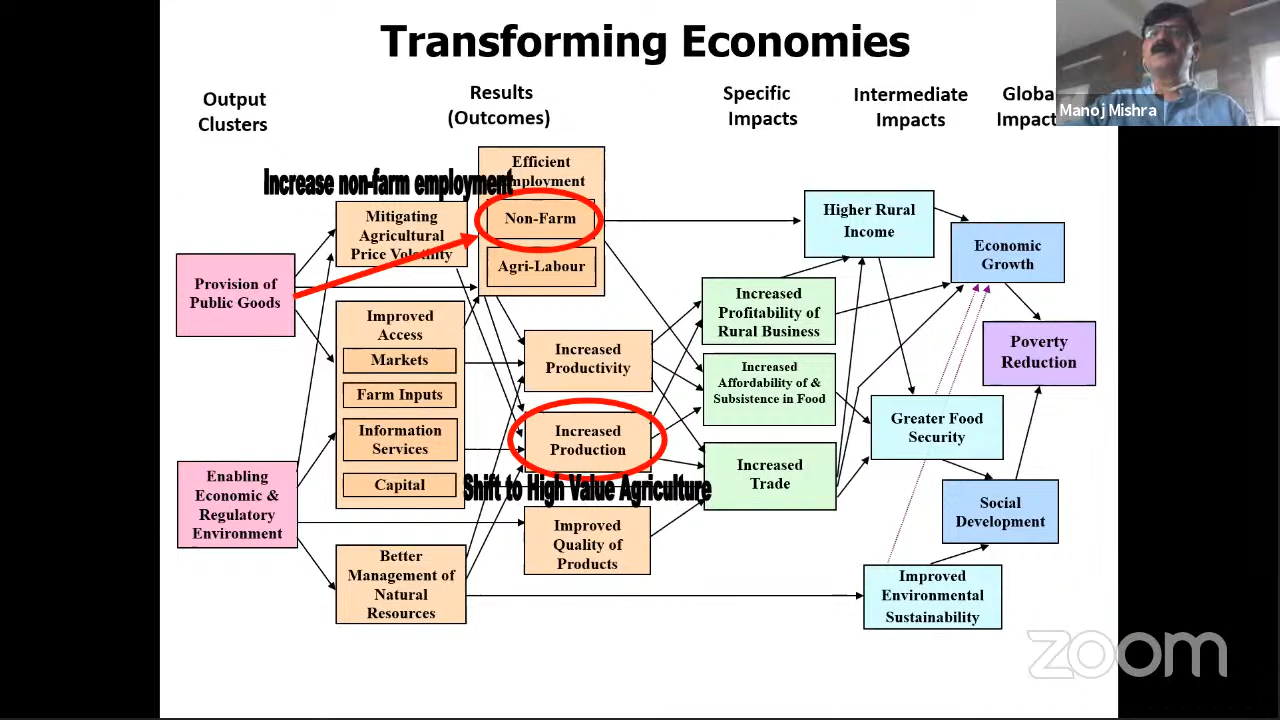 Transforming Economies
Output
Clusters
Results
(Outcomes)
Specific
Impacts
Intermediate
Impacts
Global
Impact
Manoj Mishra
Increase non-farm employment
Efficient
Employment
Non-Farm
Agri-Labour
Mitigating
Agricultural
Price Volatility
Provision of
Public Goods
Improved
Access
Markets
Farm Inputs
Information
Services
Capital
Enabling
Economic &
Regulatory
Environment
Better
Management of
Natural
Resources
Increased
Productivity
Increased
Production
Shift to High Value Agriculture
Improved
Quality of
Products
Increased
Profitability of
Rural Business
Increased
Affordability of &
Subsistence in Food
Increased
Trade
Higher Rural
Income
Greater Food
Security
Improved
Environmental
Sustainability
Economic
Growth
Poverty
Reduction
Social
Development
zoom